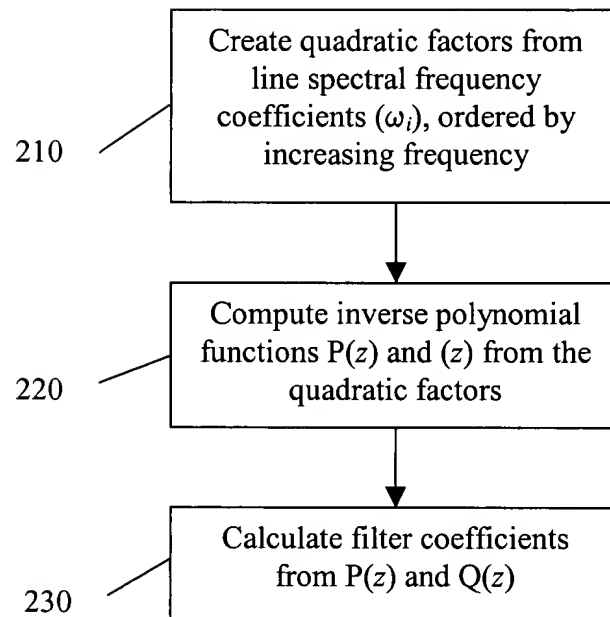 Create quadratic factors from
line spectral frequency
coefficients (ωi), ordered by
increasing frequency
210
Compute inverse polynomial
functions P(z) and (z) from the
quadratic factors
220
Calculate filter coefficients
from P(z) and Q(z)
230